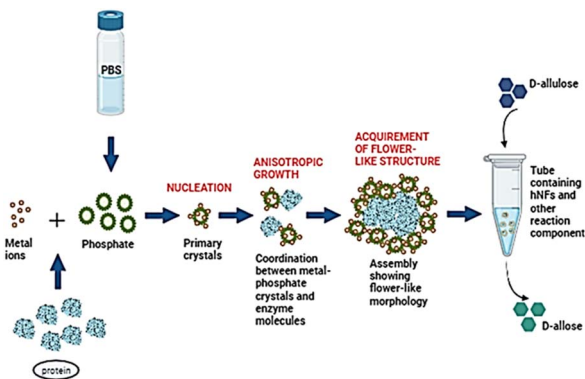 PBS
Metal
ions
+
Phosphate
protein
NUCLEATION
Primary
crystals
ANISOTROPIC
GROWTH
Coordination
between metal-
phosphate
crystals and
enzyme
molecules
ACQUIREMENT
OF FLOWER-
LIKE STRUCTURE
Assembly
showing
flower-like
morphology
D-allulose
Tube
containing
hNFs and
other
reaction
component
D-allose